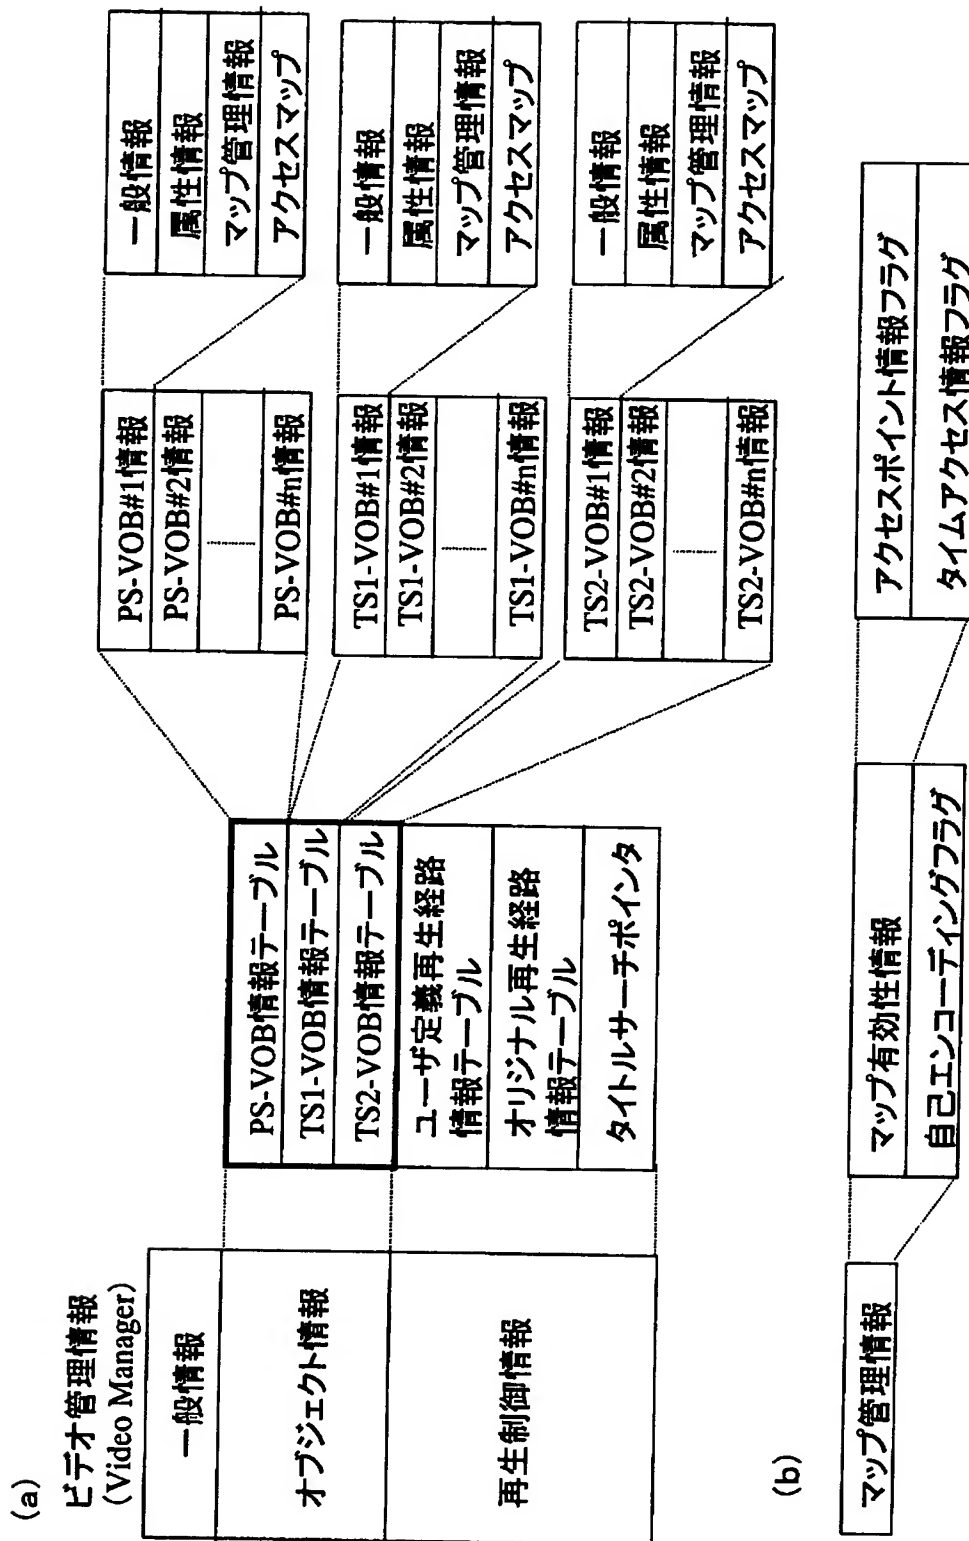 (a)
ビデオ管理情報
(Video Manager)
一般情報
オブジェクト情報
再生制御情報
PS-VOB情報テーブル
TS1-VOB情報テーブル
TS2-VOB情報テーブル
ユーザ定義再生経路
情報テーブル
オリジナル再生経路
情報テーブル
タイトルサーチポインタ
PS-VOB#1情報
PS-VOB#2情報
PS-VOB#n情報
TS1-VOB#1情報
TS1-VOB#2情報
TS1-VOB#n情報
TS2-VOB#1情報
TS2-VOB#2情報
TS2-VOB#n情報
一般情報
属性情報
マップ管理情報
アクセスマップ
一般情報
属性情報
マップ管理情報
アクセスマップ
一般情報
属性情報
マップ管理情報
アクセスマップ
(b)
マップ管理情報
マップ有効性情報
自己エンコーディングフラグ
アクセスポイント情報フラグ
タイムアクセス情報フラグ